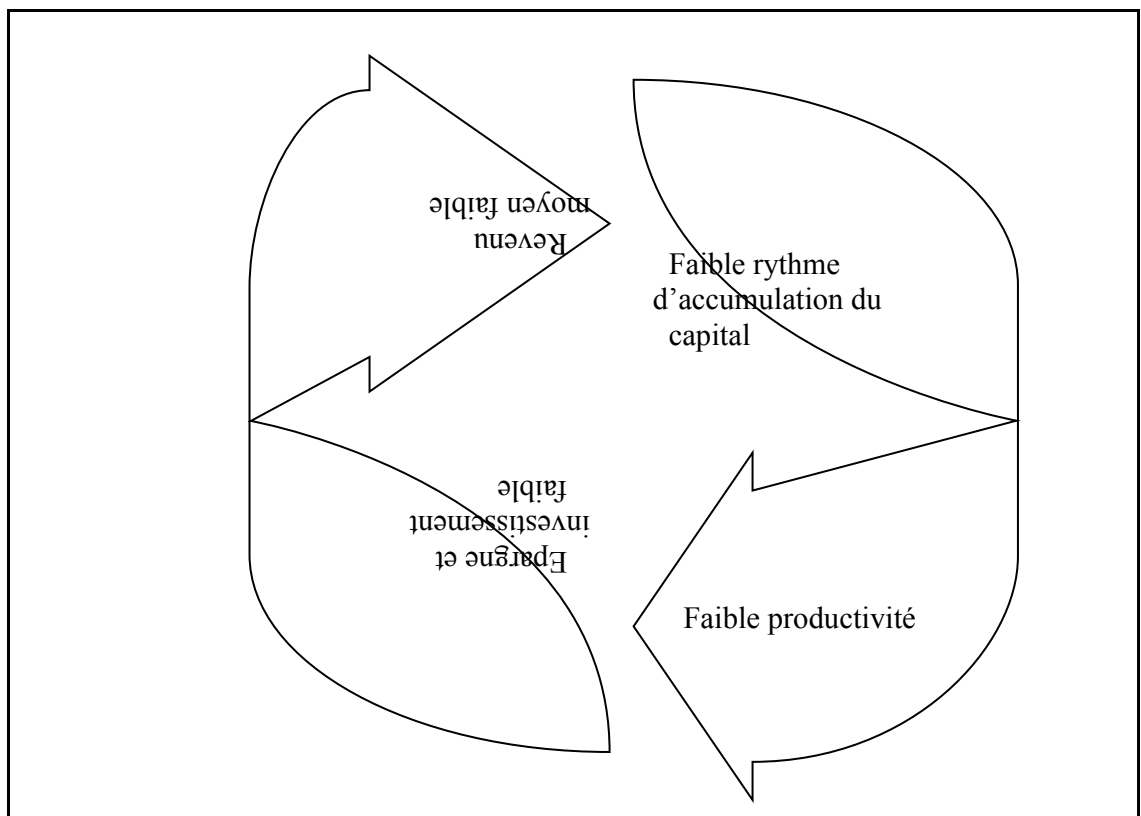 Revenu
moyen faible
Faible rythme
d’accumulation du
capital
Epargne et
investissement
faible
Faible productivité